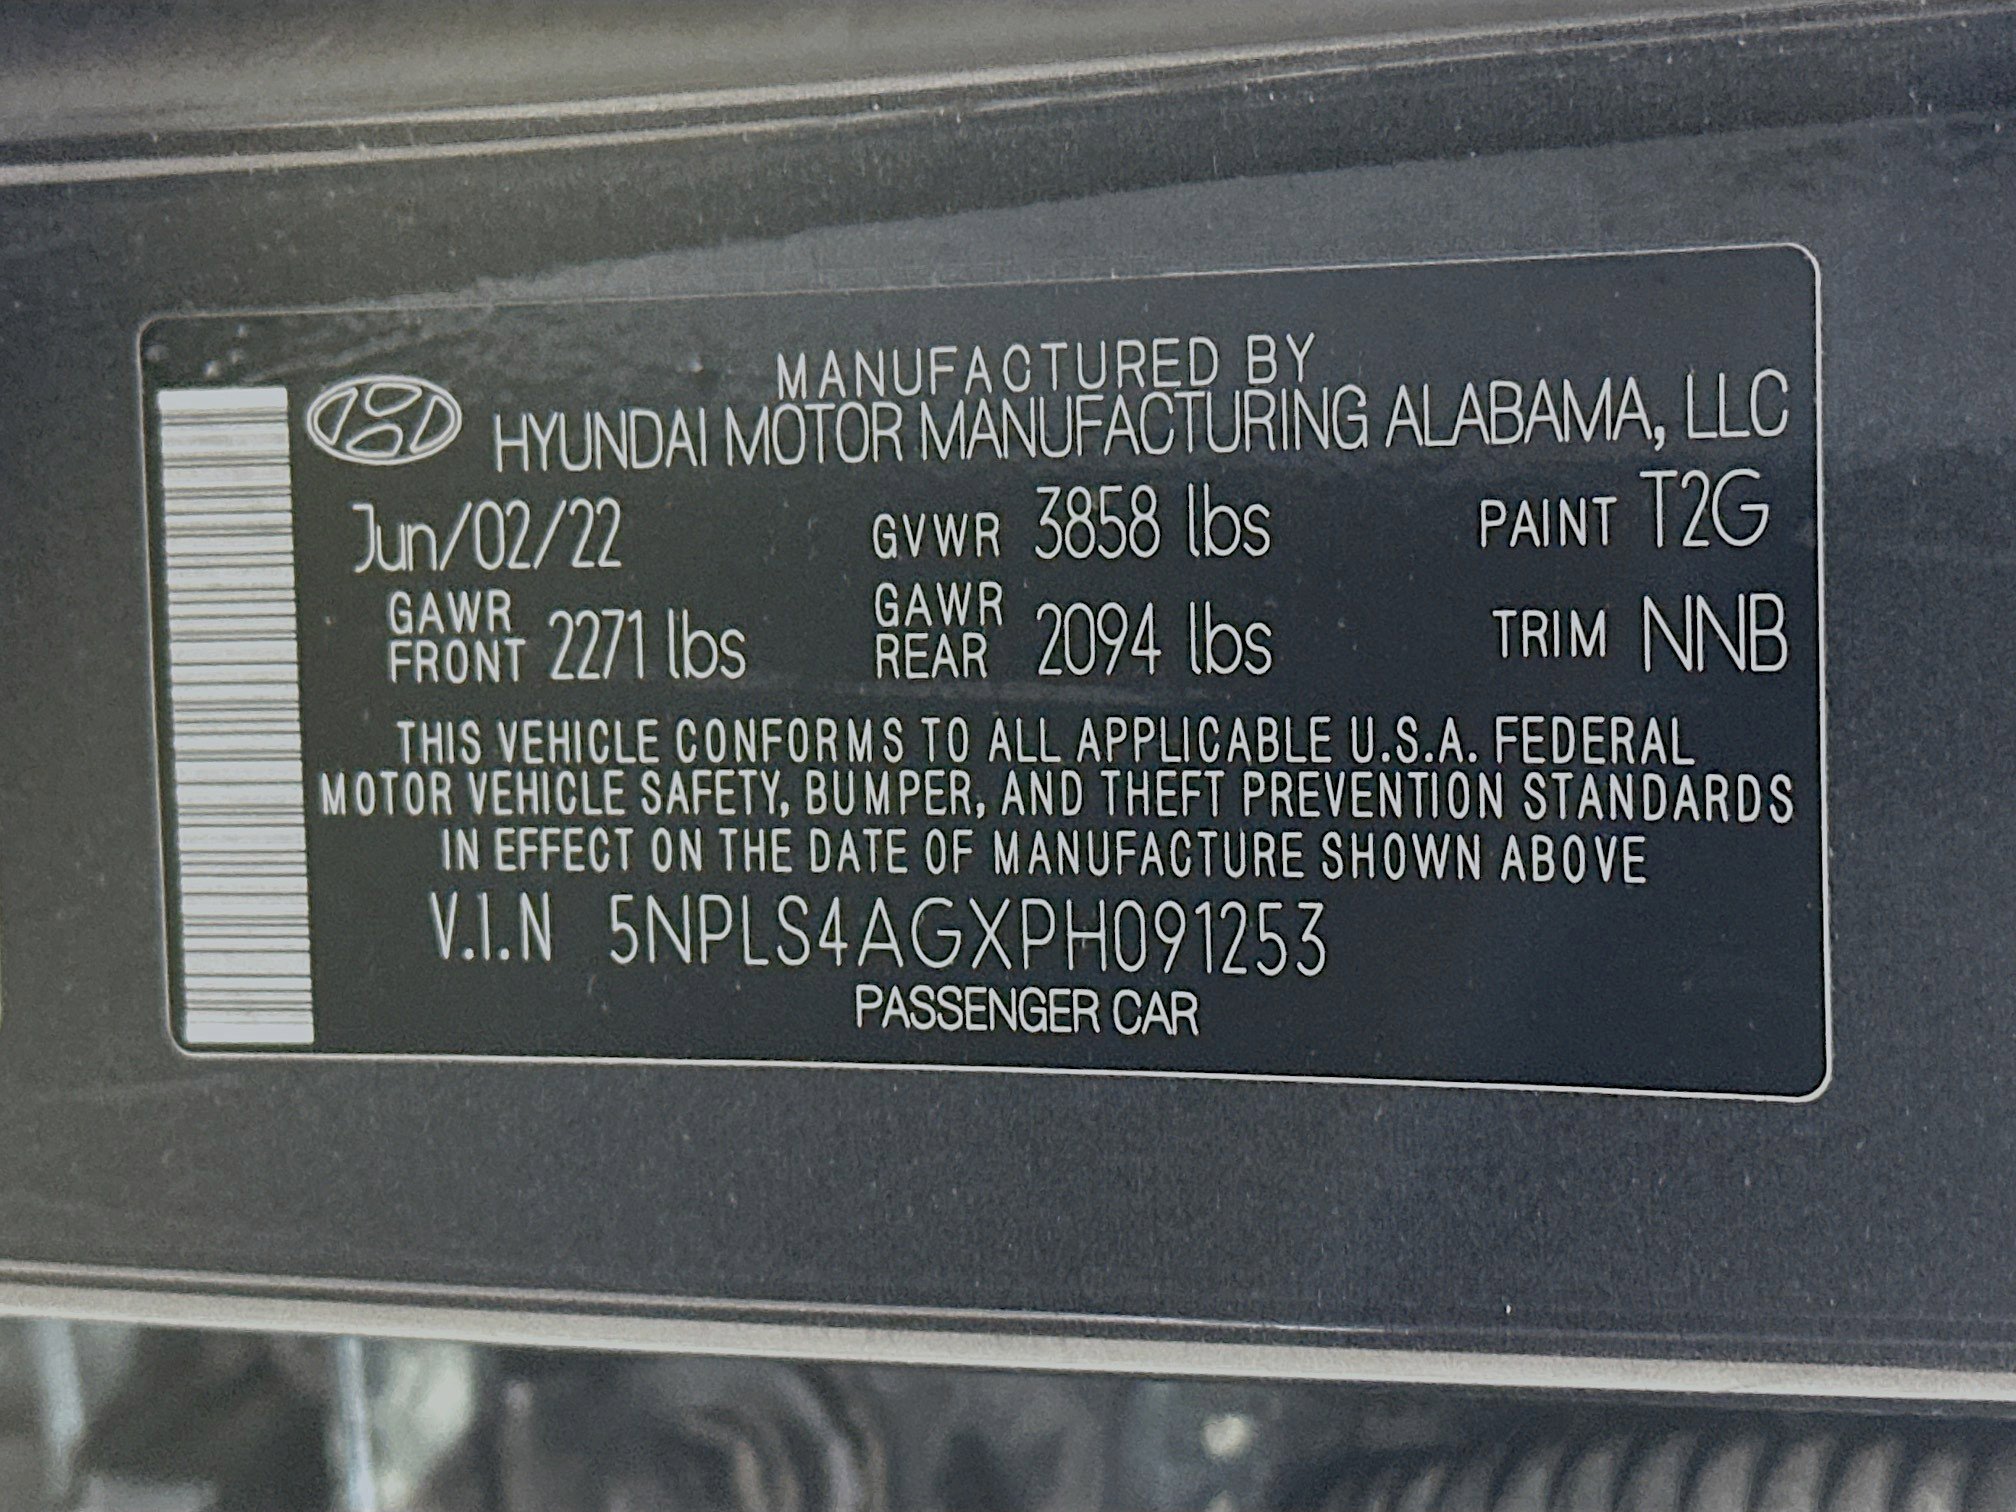 MANUFACTURED BY
HYUNDAI MOTOR MANUFACTURING ALABAMA, LLC
Jun/02/22 GVWR 3858 lbs PAINT T2G
GAWR FRONT 2271 lbs GAWR REAR 2094 lbs TRIM NNB
THIS VEHICLE CONFORMS TO ALL APPLICABLE U.S.A. FEDERAL
MOTOR VEHICLE SAFETY, BUMPER, AND THEFT PREVENTION STANDARDS
IN EFFECT ON THE DATE OF MANUFACTURE SHOWN ABOVE
V.I.N 5NPLS4AGXPH091253
PASSENGER CAR